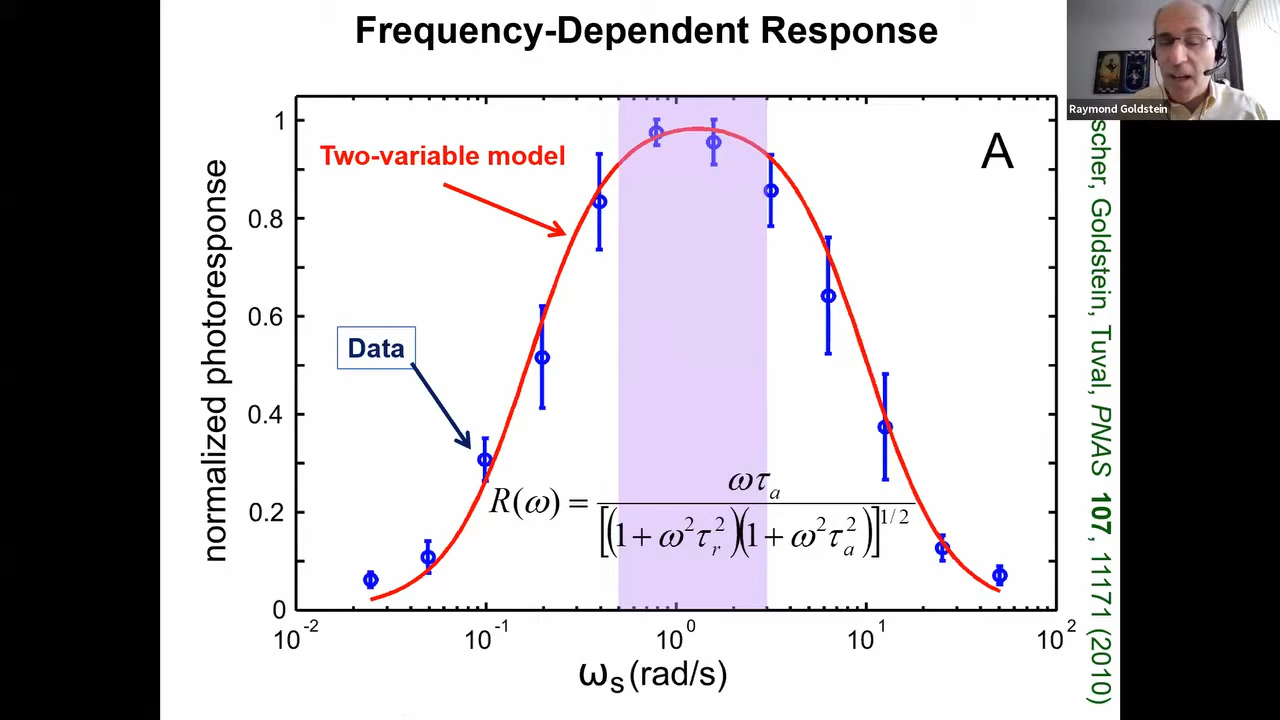 Frequency-Dependent Response
Raymond Goldstein
A
Two-variable model
Data
R(ω) = ωτₐ / [(1 + ω²τᵣ²)(1 + ω²τₐ²)]^1/2
normalized photoresponse
1
0.8
0.6
0.4
0.2
0
10^-2
10^-1
10^0
10^1
10^2
ωₛ (rad/s)
Goldstein, Tuval, PNAS 107, 11171 (2010)